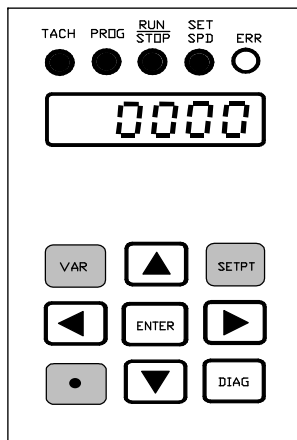 TACH PROG RUN STOP SET SPD ERR
0000
VAR SETPT
ENTER
DIAG